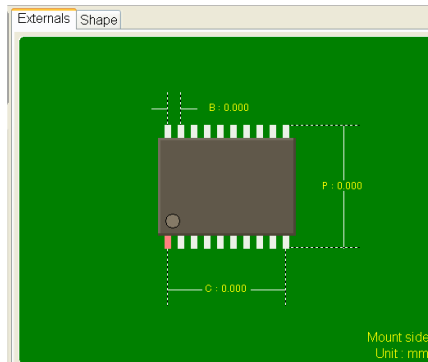 Externals Shape
B : 0.000
P : 0.000
C : 0.000
Mount side
Unit : mm